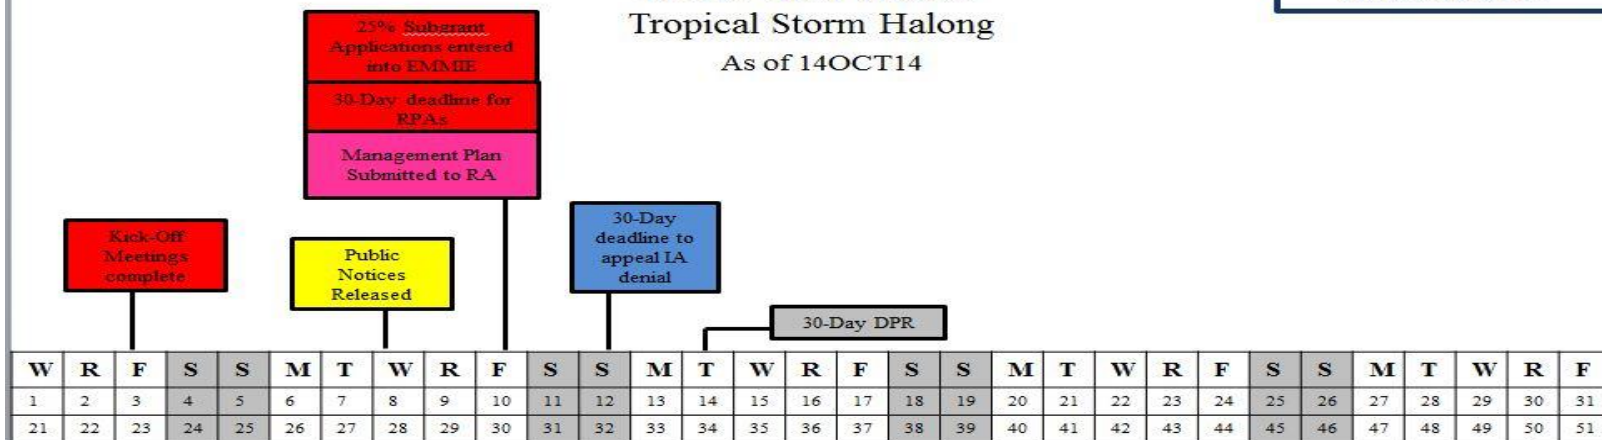 Tropical Storm Halong
As of 14OCT14
25% Subgrant
Applications entered
into EMMIE
30-Day deadline for
RPAs
Management Plan
Submitted to RA
Kick-Off
Meetings
complete
Public
Notices
Released
30-Day
deadline to
appeal IA
denial
30-Day DPR
W R F S S M T W R F S S M T W R F S S M T W R F S S M T W R F
1 2 3 4 5 6 7 8 9 10 11 12 13 14 15 16 17 18 19 20 21 22 23 24 25 26 27 28 29 30 31
21 22 23 24 25 26 27 28 29 30 31 32 33 34 35 36 37 38 39 40 41 42 43 44 45 46 47 48 49 50 51